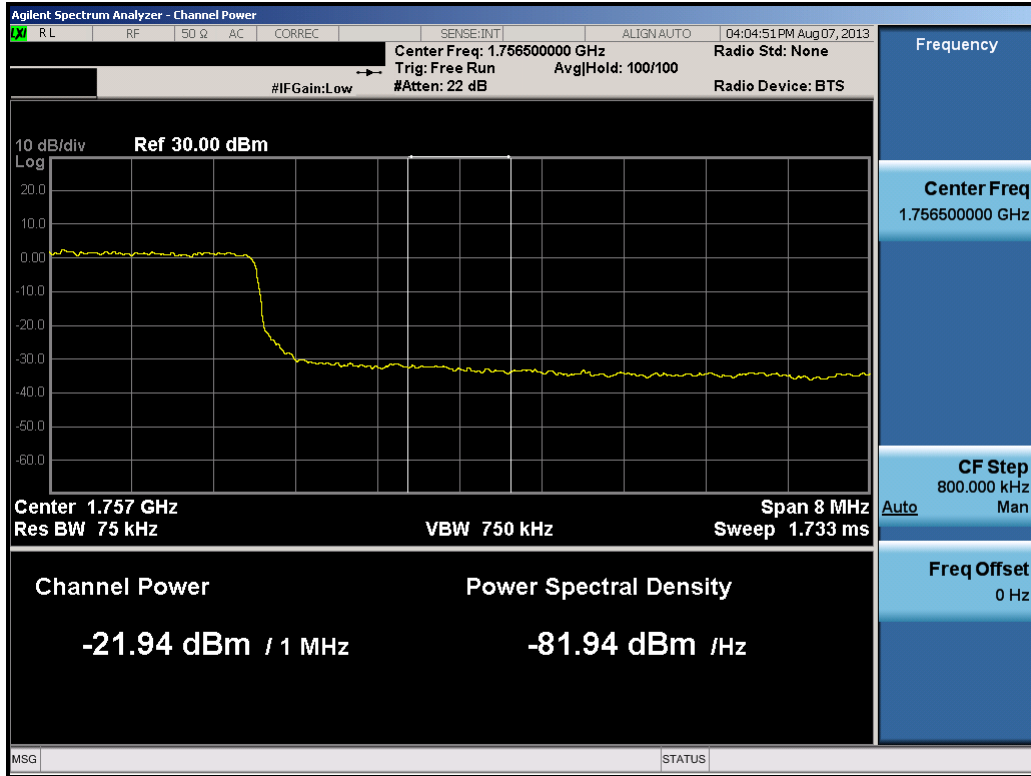 Agilent Spectrum Analyzer - Channel Power
LXI RL RF 50 Ω AC CORREC SENSE:INT ALIGN AUTO 04:04:51 PM Aug 07, 2013
Center Freq: 1.756500000 GHz Radio Std: None
Trig: Free Run Avg|Hold: 100/100
#IFGain:Low #Atten: 22 dB Radio Device: BTS
10 dB/div Ref 30.00 dBm
Log
20.0
10.0
0.00
-10.0
-20.0
-30.0
-40.0
-50.0
-60.0
Center 1.757 GHz Span 8 MHz
Res BW 75 kHz VBW 750 kHz Sweep 1.733 ms
Channel Power Power Spectral Density
-21.94 dBm / 1 MHz -81.94 dBm /Hz
Frequency
Center Freq
1.756500000 GHz
CF Step
800.000 kHz
Auto Man
Freq Offset
0 Hz
MSG STATUS